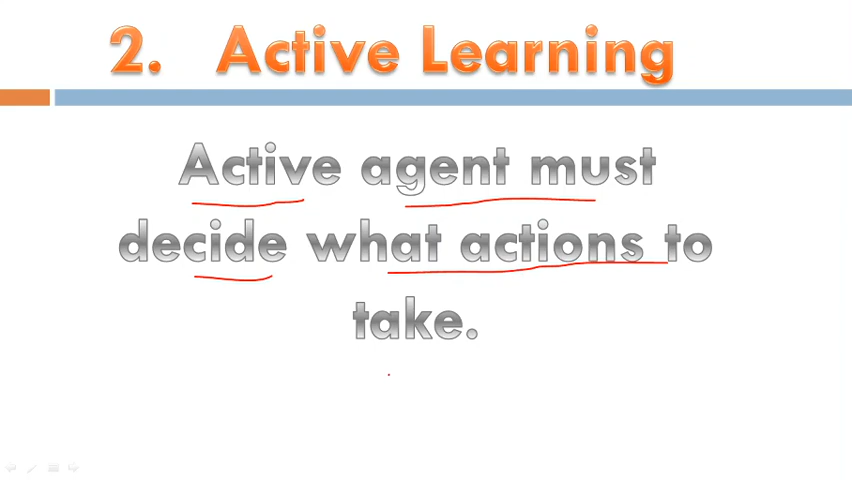 2. Active Learning
Active agent must
decide what actions to
take.